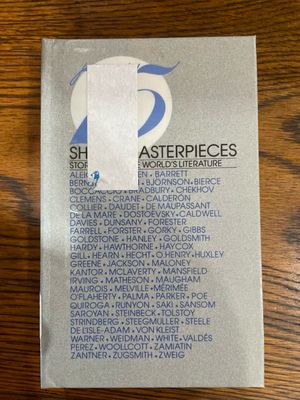 75
SH ASTERPIECES
STOR WORLD'S LITERATURE
EN • BARRETT
BERN • BJÖRNSON • BIERCE
BOCCACCIO • BRADBURY • CHEKHOV
CLEMENS • CRANE • CALDERÓN
COLLIER • DAUDET • DE MAUPASSANT
DE LA MARE • DOSTOEVSKY • CALDWELL
DAVIES • DUNSANY • FORESTER
FARRELL • FORSTER • GORKY • GIBBS
GOLDSTONE • HANLEY • GOLDSMITH
HARDY • HAWTHORNE • HAYCOX
GILL • HEARN • HECHT • O.HENRY • HUXLEY
GREENE • JACKSON • MALONEY
KANTOR • MCLAVERTY • MANSFIELD
IRVING • MATHESON • MAUGHAM
MAUROIS • MELVILLE • MÉRIMÉE
O'FLAHERTY • PALMA • PARKER • POE
QUIROGA • RUNYON • SAKI • SANSOM
SAROYAN • STEINBECK • TOLSTOY
STRINDBERG • STEEGMULLER • STEELE
DE L'ISLE-ADAM • VON KLEIST
WARNER • WEIDMAN • WHITE • VALDÉS
PEREZ • WOOLLCOTT • ZAMIATIN
ZANTNER • ZUGSMITH • ZWEIG